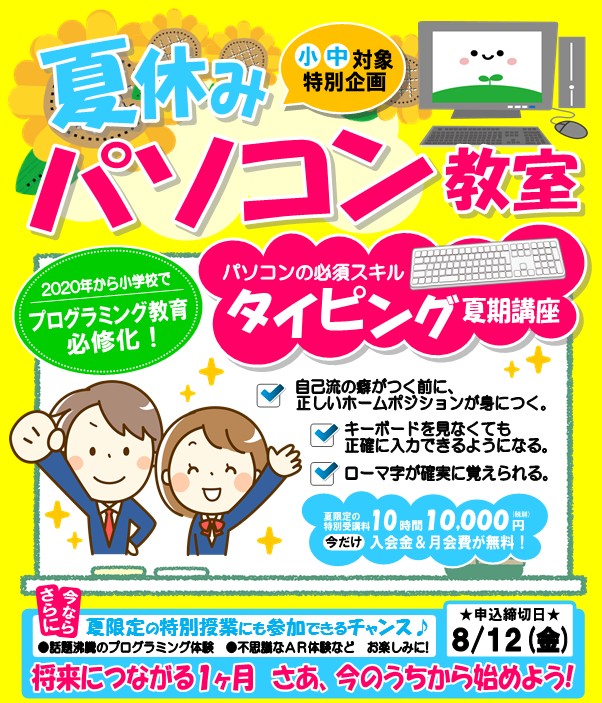 夏休み
小中対象
特別企画
パソコン教室
2020年から小学校で
プログラミング教育
必修化！
パソコンの必須スキル
タイピング夏期講座
自己流の癖がつく前に、
正しいホームポジションが身につく。
キーボードを見なくても
正確に入力できるようになる。
ローマ字が確実に覚えられる。
夏限定の
特別受講料10時間10,000円(税別)
今だけ 入会金&月会費が無料！
今なら
さらに
夏限定の特別授業にも参加できるチャンス♪
●話題沸騰のプログラミング体験 ●不思議なAR体験など お楽しみに!
★申込締切日★
8/12(金)
将来につながる1ヶ月 さあ、今のうちから始めよう!